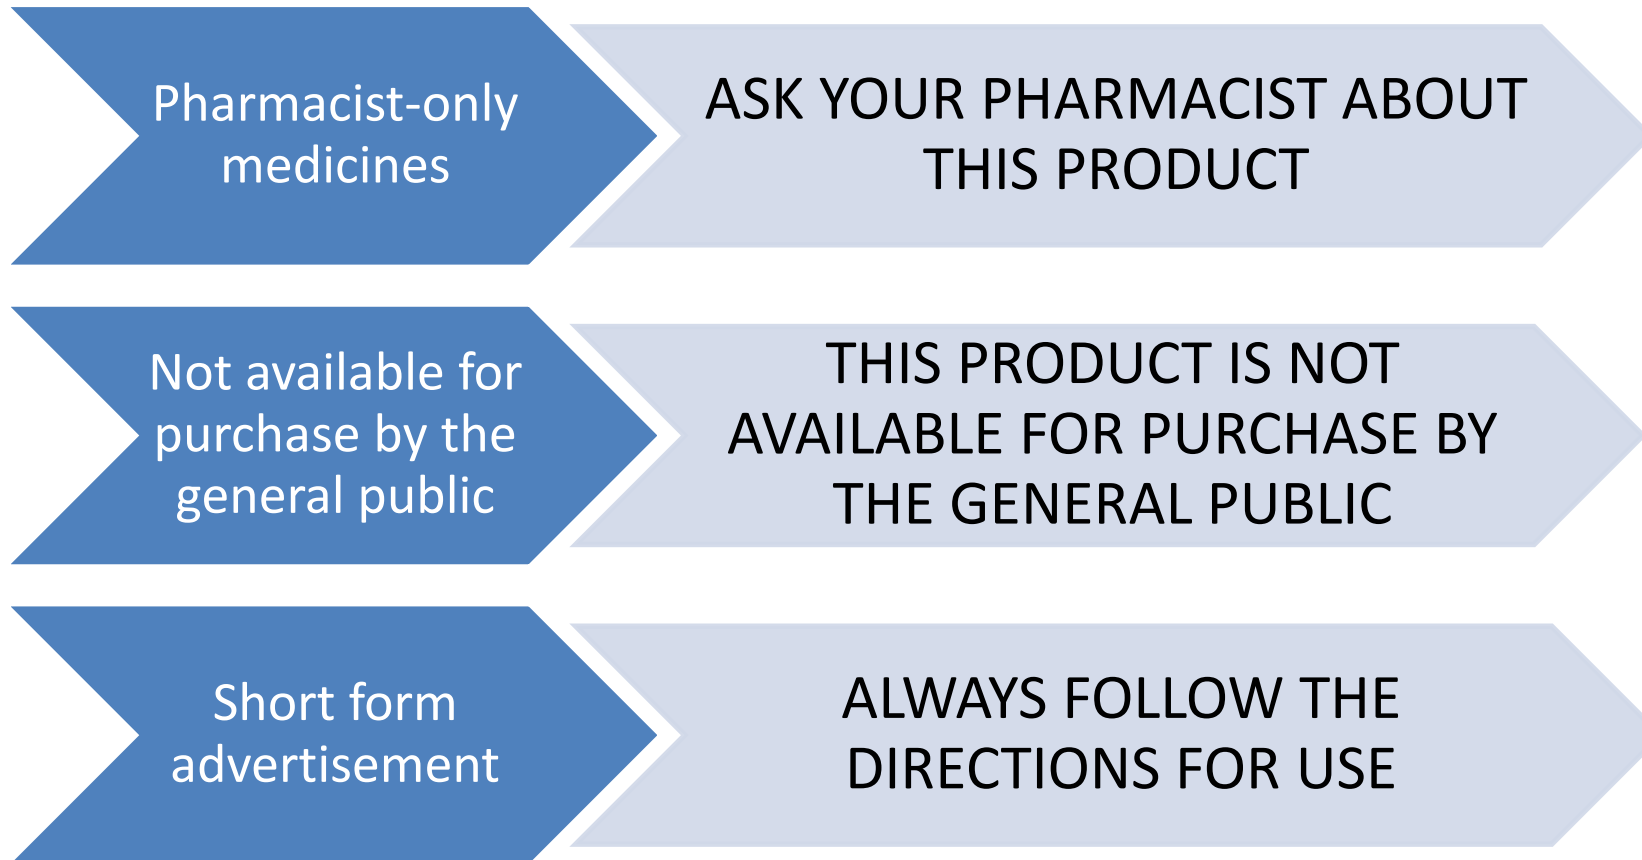 Pharmacist-only
medicines
ASK YOUR PHARMACIST ABOUT
THIS PRODUCT
Not available for
purchase by the
general public
THIS PRODUCT IS NOT
AVAILABLE FOR PURCHASE BY
THE GENERAL PUBLIC
Short form
advertisement
ALWAYS FOLLOW THE
DIRECTIONS FOR USE